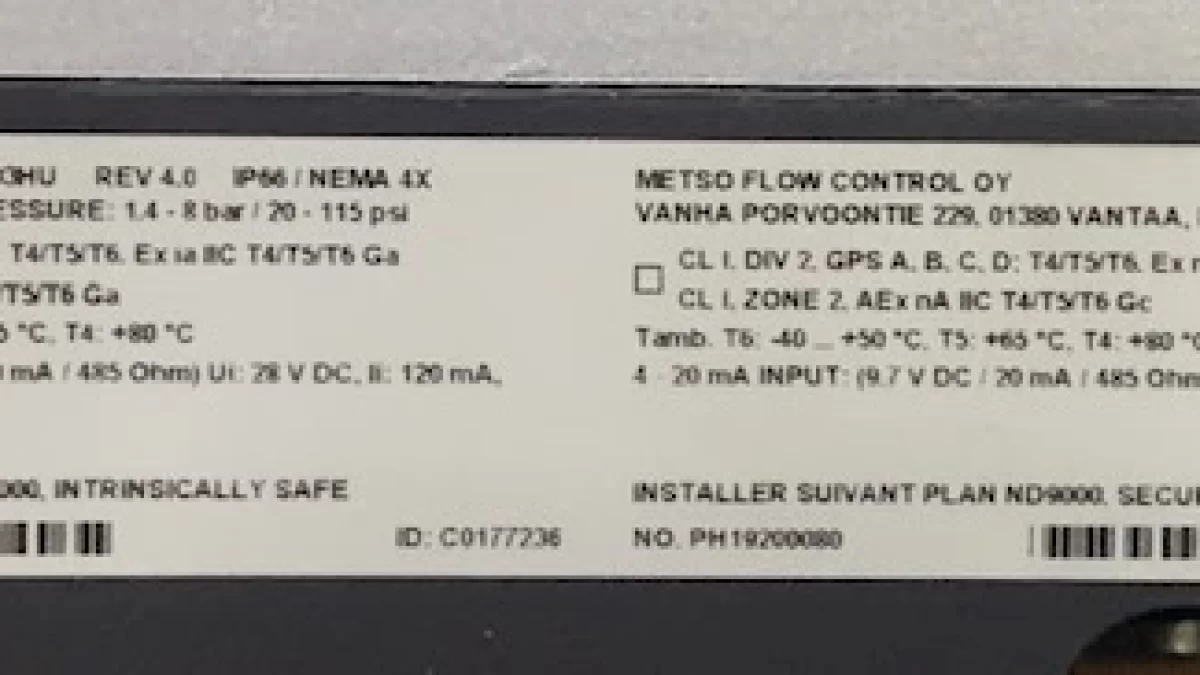 3HU REV 4.0 IP66 / NEMA 4X
ESSURE: 1.4 - 8 bar / 20 - 115 psi
T4/T5/T6, Ex ia IIC T4/T5/T6 Ga
/T5/T6 Ga
°C, T4: +80 °C
mA / 485 Ohm) Ui: 28 V DC, Ii: 120 mA,
000, INTRINSICALLY SAFE
ID: C0177236
METSO FLOW CONTROL OY
VANHA PORVOONTIE 229, 01380 VANTAA,
CL I, DIV 2, GPS A, B, C, D; T4/T5/T6, Ex n
CL I, ZONE 2, AEx nA IIC T4/T5/T6 Gc
Tamb. T6: -40 ... +50 °C, T5: +65 °C, T4: +80 °C
4 - 20 mA INPUT: (9.7 V DC / 20 mA / 485 Ohm
INSTALLER SUIVANT PLAN ND9000, SECU
NO. PH19200080